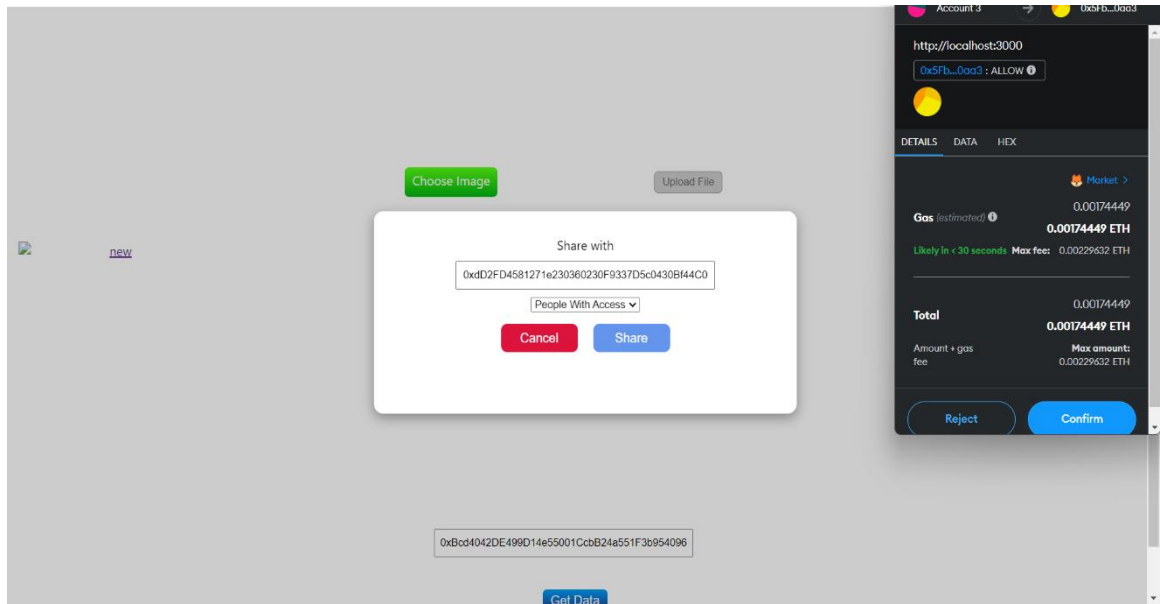 Account 3 0x5Fb...0aa3
http://localhost:3000
0x5Fb...0aa3 : ALLOW
DETAILS DATA HEX
Market >
Gas (estimated) 0.00174449
0.00174449 ETH
Likely in < 30 seconds Max fee: 0.00229632 ETH
Total 0.00174449
0.00174449 ETH
Amount + gas fee Max amount:
0.00229632 ETH
Reject Confirm
Choose Image Upload File
new
Share with
0xdD2FD4581271e230360230F9337D5c0430Bf44C0
People With Access
Cancel Share
0xBcd4042DE499D14e55001CcbB24a551F3b954096
Get Data